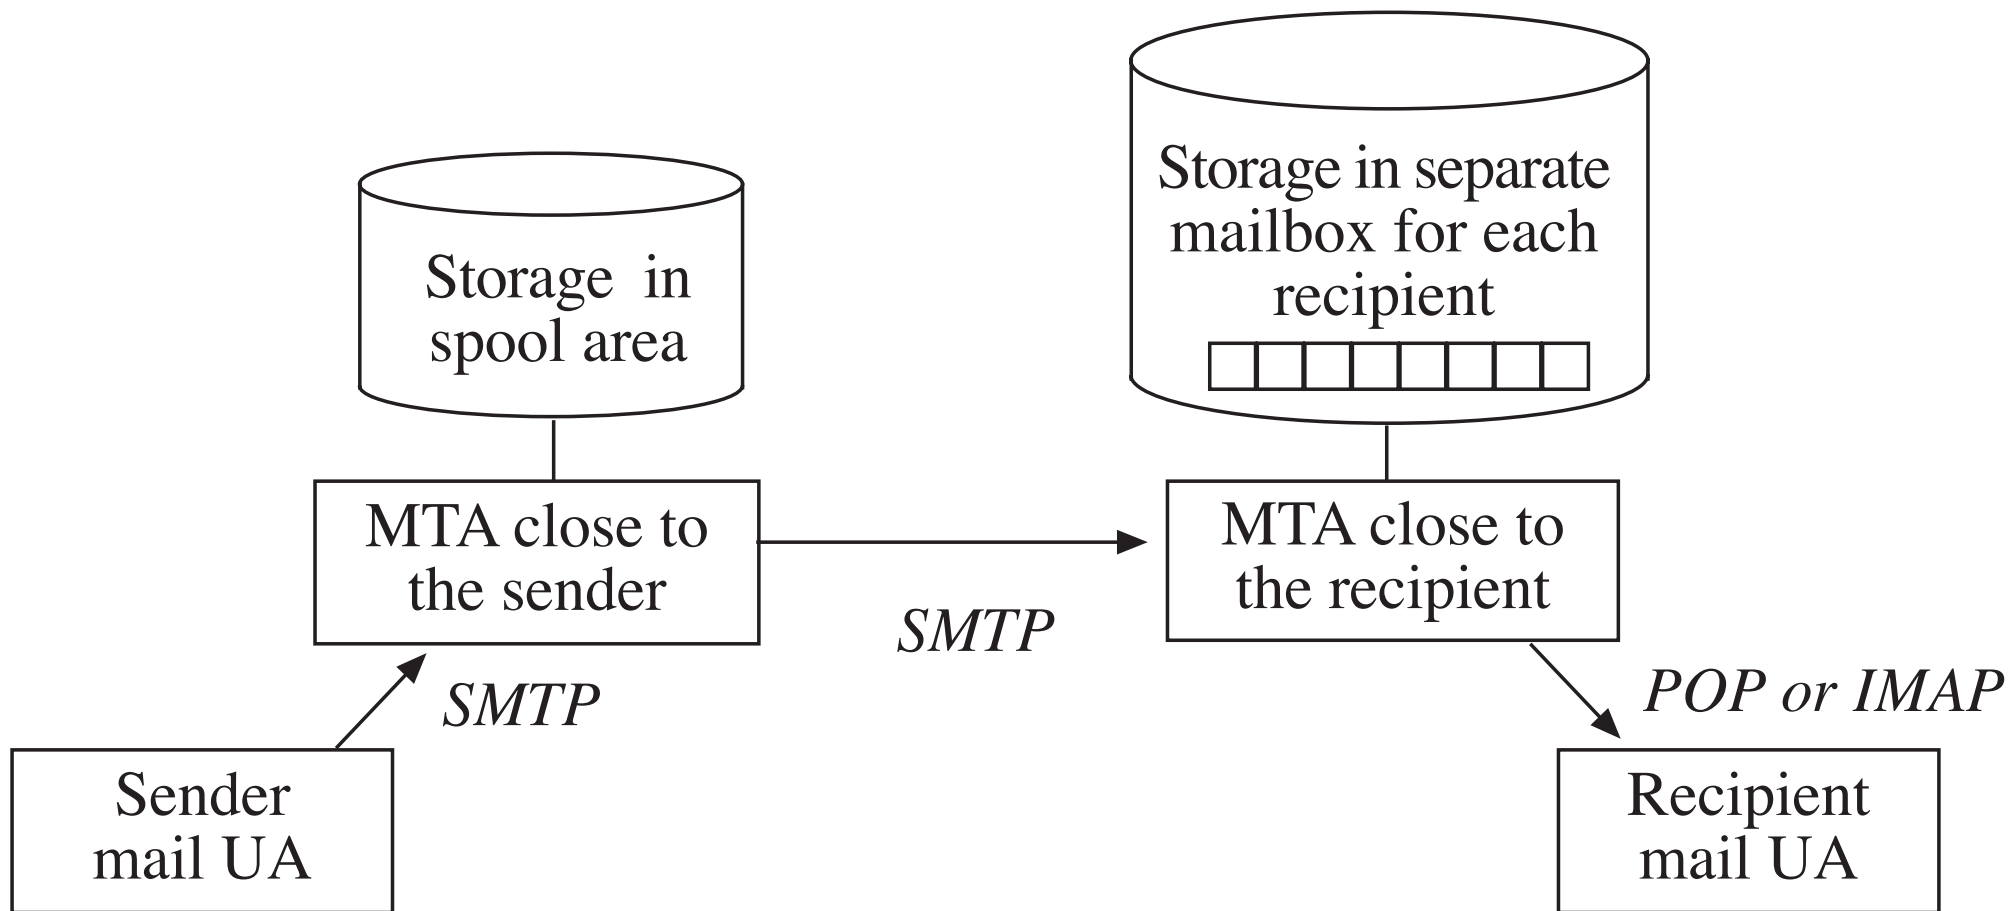 Storage in separate
mailbox for each
recipient
Storage in
spool area
MTA close to
the sender
MTA close to
the recipient
SMTP
SMTP
POP or IMAP
Sender
mail UA
Recipient
mail UA